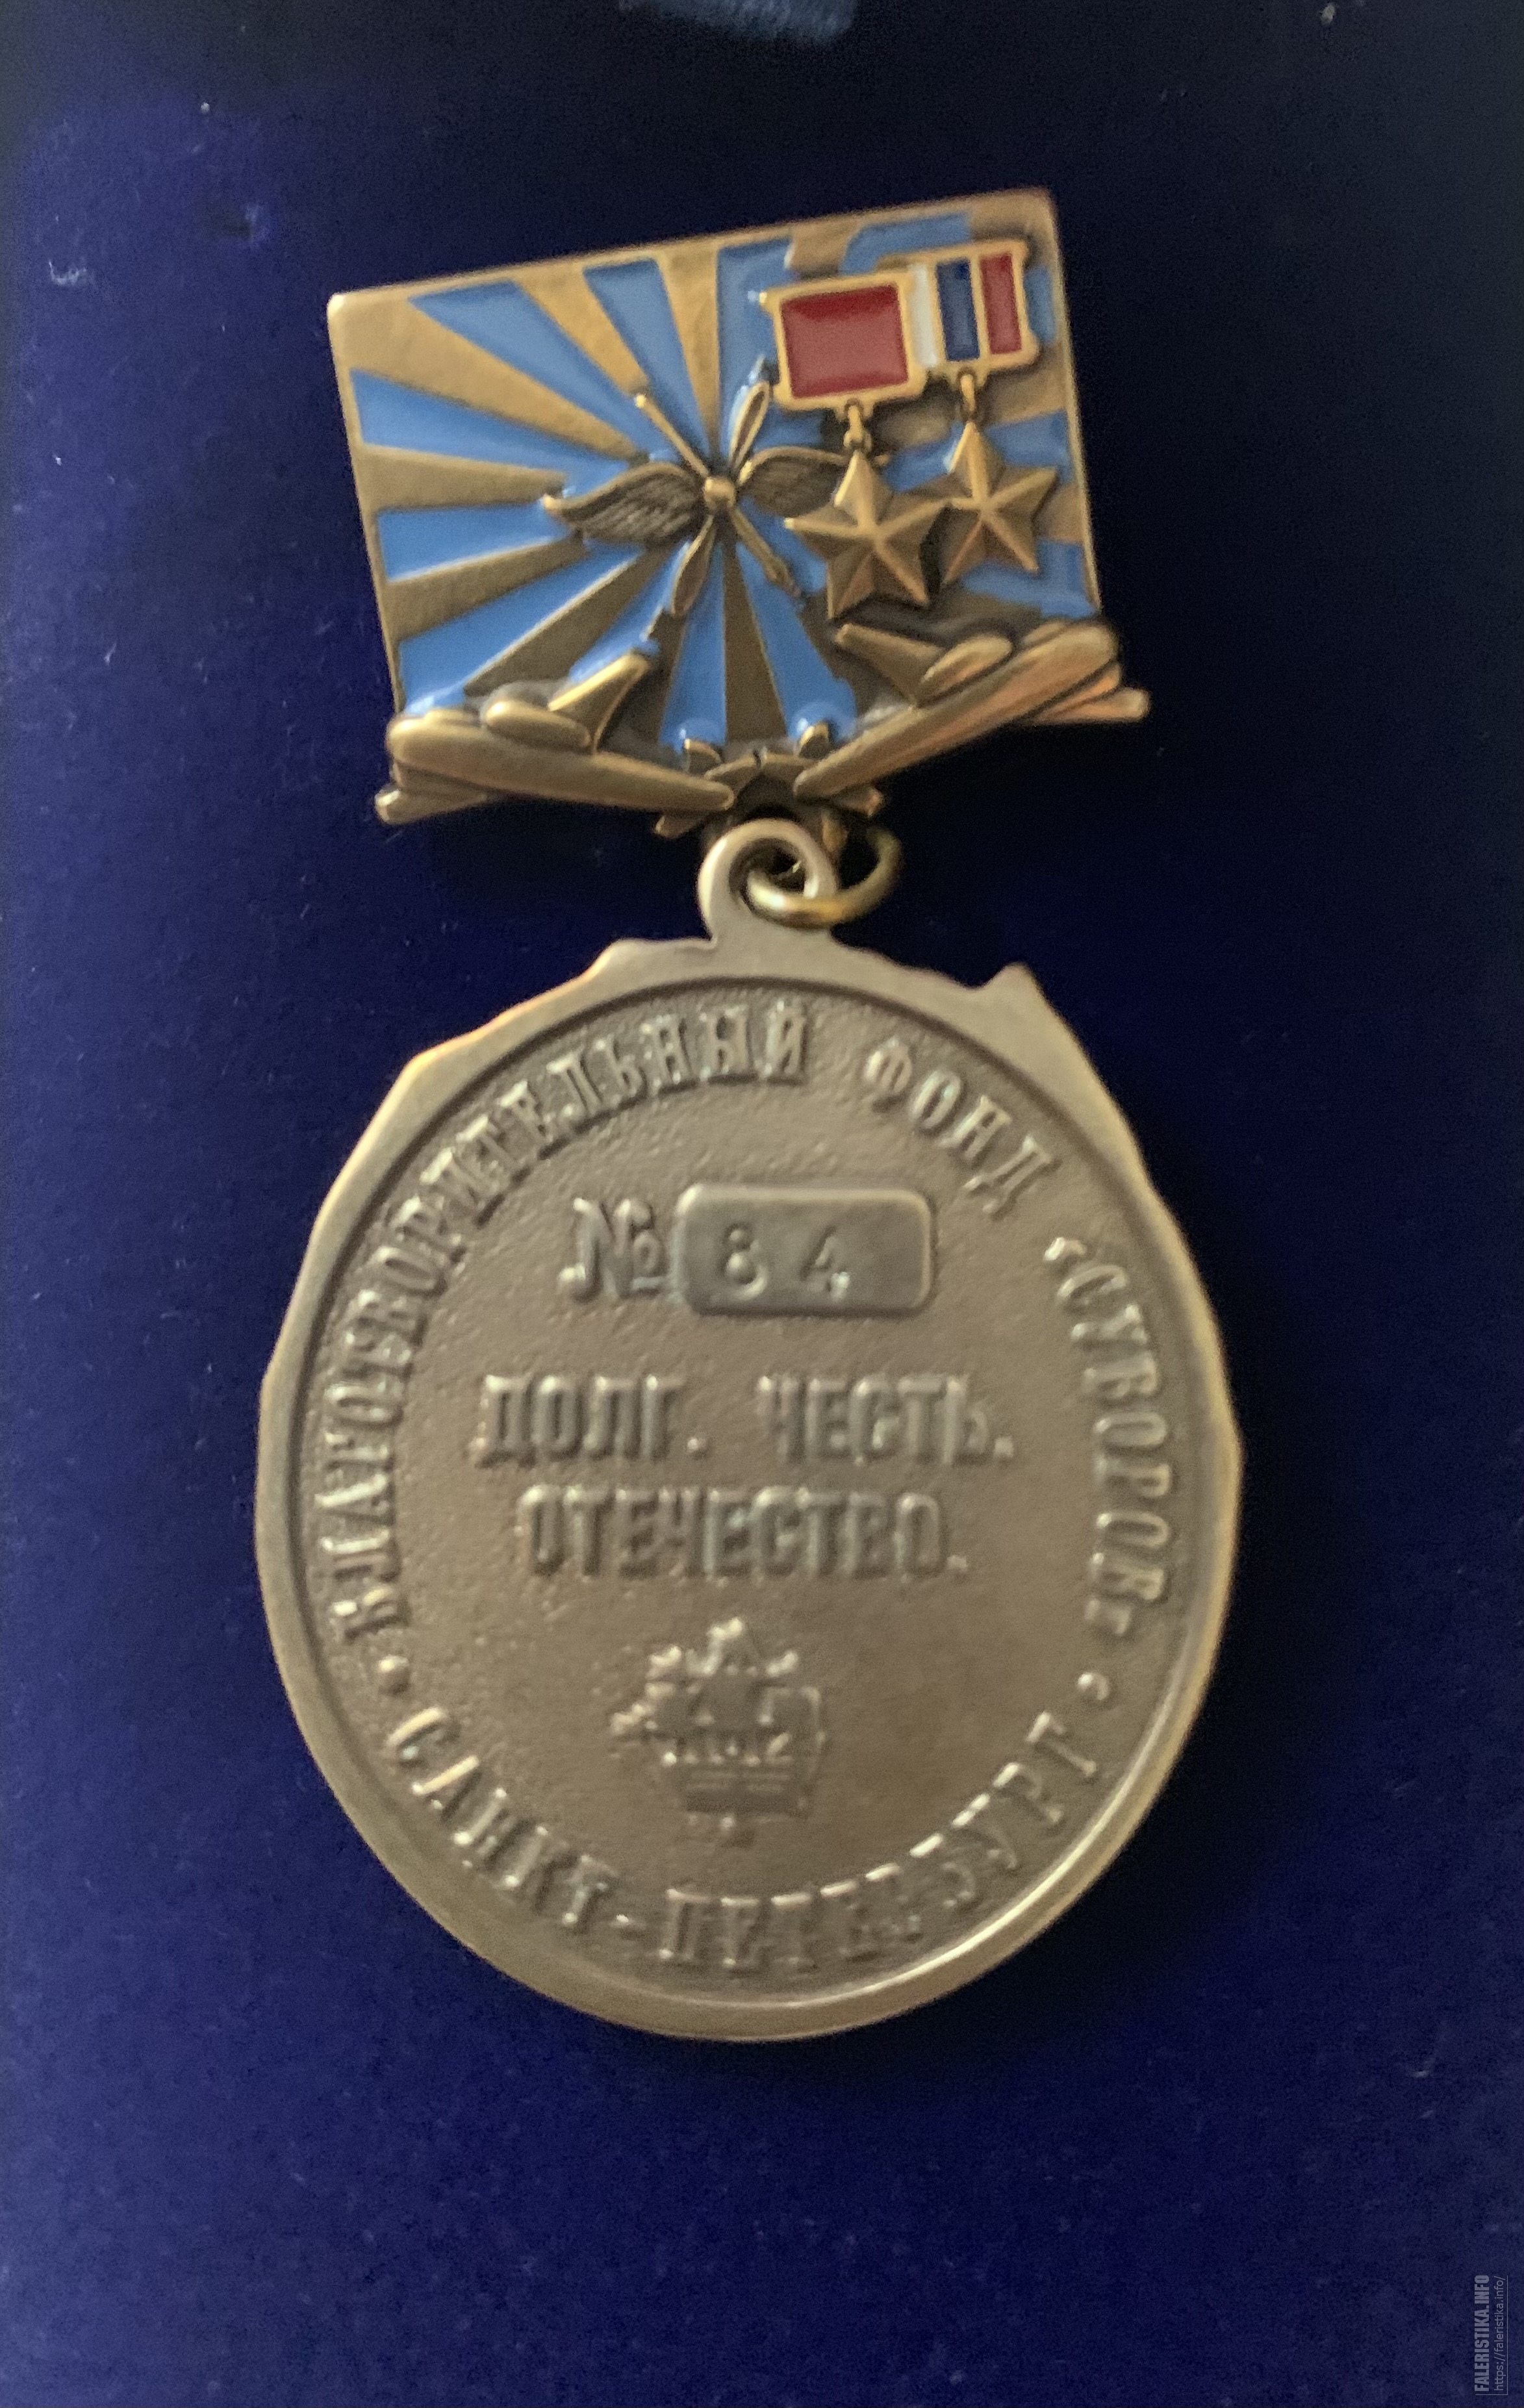 БЛАГОТВОРИТЕЛЬНЫЙ ФОНД "СУВОРОВ"
№ 84
ДОЛГ. ЧЕСТЬ.
ОТЕЧЕСТВО.
• САНКТ-ПЕТЕРБУРГ •
FALERISTIKA.INFO
https://faleristika.info/